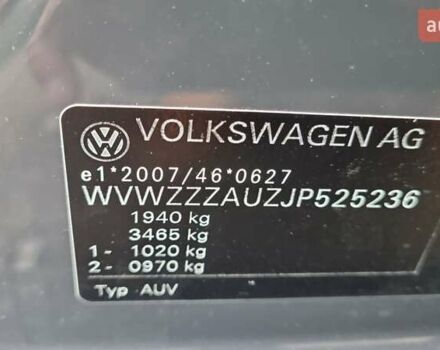 au
VOLKSWAGEN AG
e1*2007/46*0627
WVWZZZAUZJP525236
1940 kg
3465 kg
1- 1020 kg
2- 0970 kg
Typ AUV